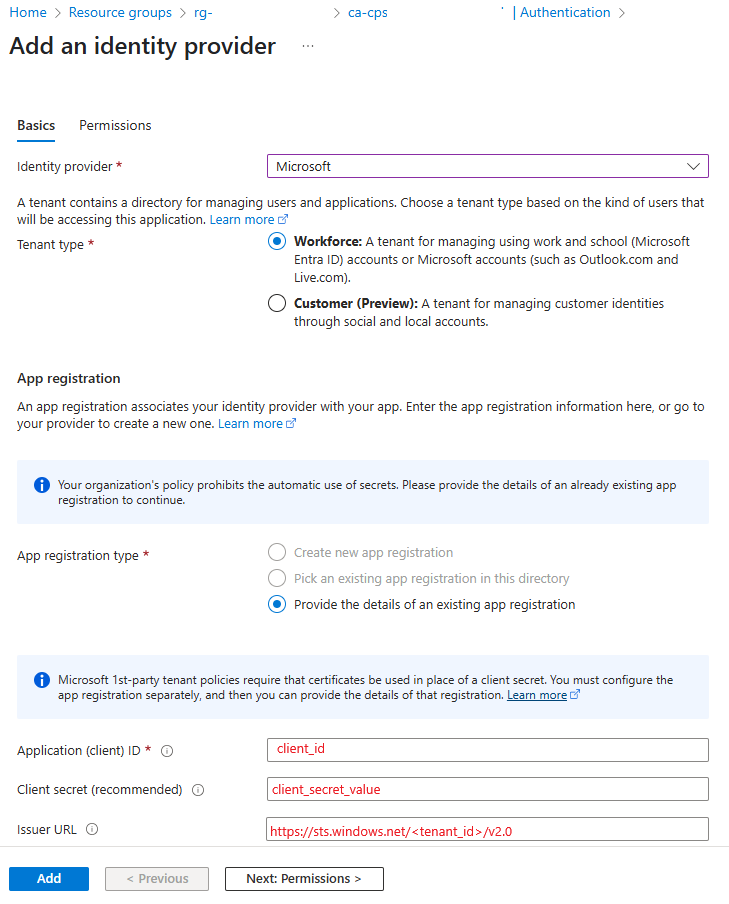 Home > Resource groups > rg- > ca-cps | Authentication >
Add an identity provider ...
Basics Permissions
Identity provider * Microsoft
A tenant contains a directory for managing users and applications. Choose a tenant type based on the kind of users that
will be accessing this application. Learn more
Tenant type * Workforce: A tenant for managing using work and school (Microsoft
Entra ID) accounts or Microsoft accounts (such as Outlook.com and
Live.com).
Customer (Preview): A tenant for managing customer identities
through social and local accounts.
App registration
An app registration associates your identity provider with your app. Enter the app registration information here, or go to
your provider to create a new one. Learn more
Your organization's policy prohibits the automatic use of secrets. Please provide the details of an already existing app
registration to continue.
App registration type * Create new app registration
Pick an existing app registration in this directory
Provide the details of an existing app registration
Microsoft 1st-party tenant policies require that certificates be used in place of a client secret. You must configure the
app registration separately, and then you can provide the details of that registration. Learn more
Application (client) ID * client_id
Client secret (recommended) client_secret_value
Issuer URL https://sts.windows.net/<tenant_id>/v2.0
Add < Previous Next: Permissions >